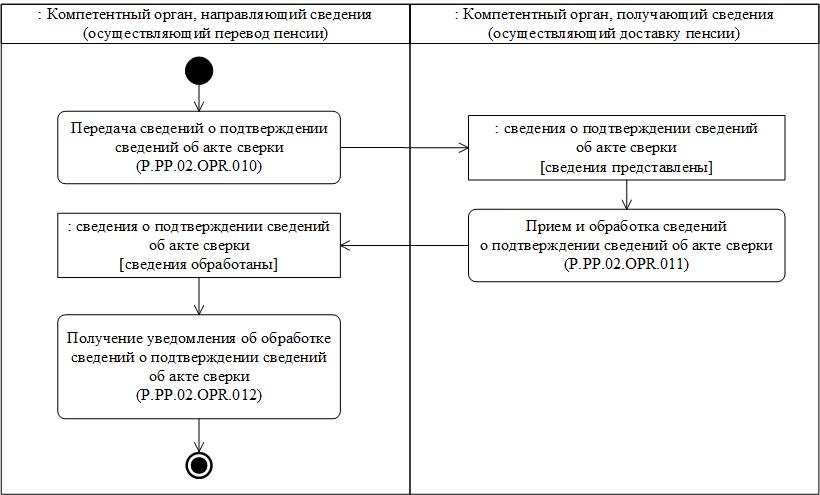 : Компетентный орган, направляющий сведения
(осуществляющий перевод пенсии)
: Компетентный орган, получающий сведения
(осуществляющий доставку пенсии)
Передача сведений о подтверждении
сведений об акте сверки
(P.PP.02.OPR.010)
: сведения о подтверждении сведений
об акте сверки
[сведения представлены]
: сведения о подтверждении сведений
об акте сверки
[сведения обработаны]
Прием и обработка сведений
о подтверждении сведений об акте сверки
(P.PP.02.OPR.011)
Получение уведомления об обработке
сведений о подтверждении сведений
об акте сверки
(P.PP.02.OPR.012)